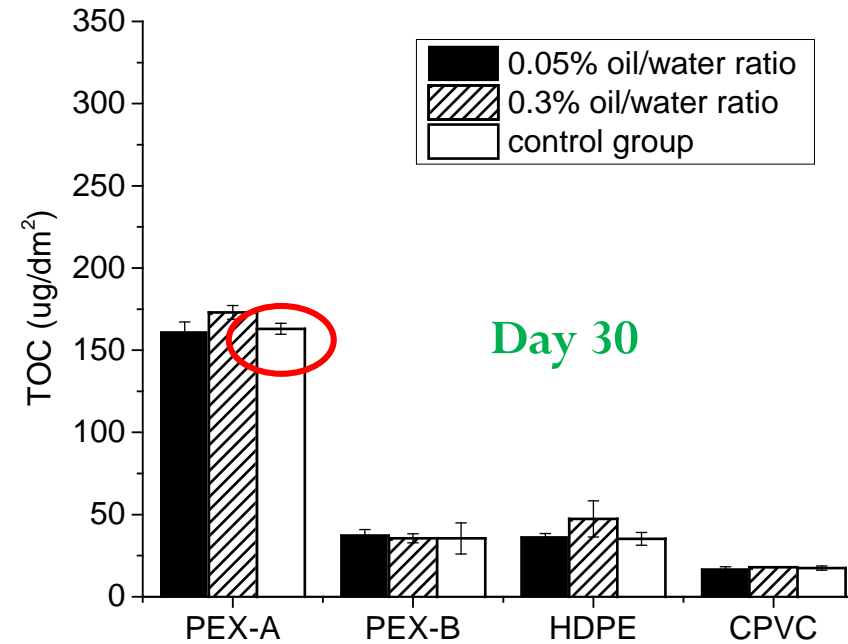 350
300
250
200
150
100
50
0
TOC (ug/dm²)
0.05% oil/water ratio
0.3% oil/water ratio
control group
Day 30
PEX-A PEX-B HDPE CPVC